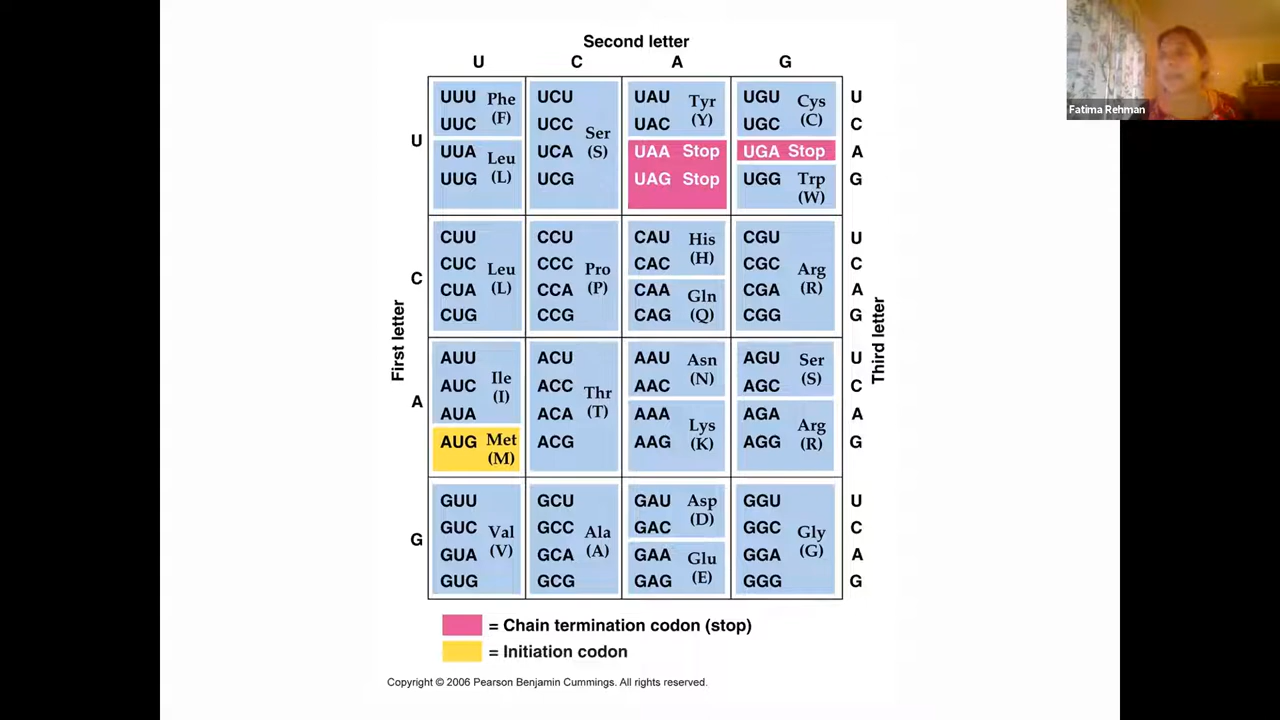 Second letter
U C A G
Fatima Rehman
First letter
Third letter
U
UUU Phe UCU UAU Tyr UGU Cys U
UUC (F) UCC Ser UAC (Y) UGC (C) C
UUA Leu UCA (S) UAA Stop UGA Stop A
UUG (L) UCG UAG Stop UGG Trp G
(W)
C
CUU CCU CAU His CGU U
CUC Leu CCC Pro CAC (H) CGC Arg C
CUA (L) CCA (P) CAA Gln CGA (R) A
CUG CCG CAG (Q) CGG G
A
AUU ACU AAU Asn AGU Ser U
AUC Ile ACC Thr AAC (N) AGC (S) C
AUA (I) ACA (T) AAA Lys AGA Arg A
AUG Met ACG AAG (K) AGG (R) G
(M)
G
GUU GCU GAU Asp GGU U
GUC Val GCC Ala GAC (D) GGC Gly C
GUA (V) GCA (A) GAA Glu GGA (G) A
GUG GCG GAG (E) GGG G
= Chain termination codon (stop)
= Initiation codon
Copyright © 2006 Pearson Benjamin Cummings. All rights reserved.